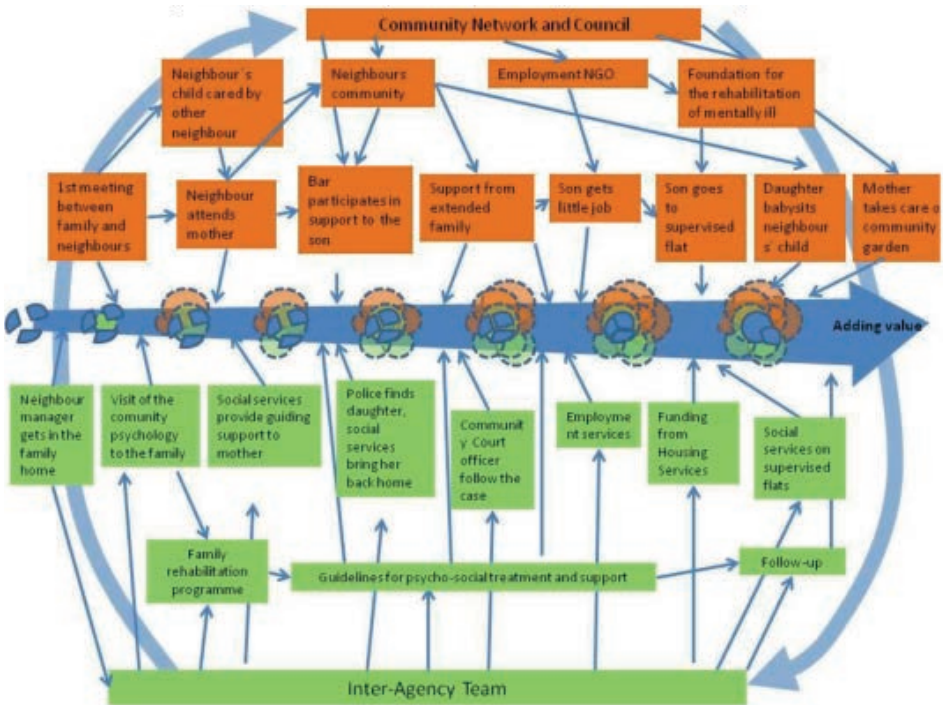 Community Network and Council
Neighbour´s
child cared by
other
neighbour
Neighbours
community
Employment NGO
Foundation for
the rehabilitation
of mentally ill
1st meeting
between
family and
neighbours
Neighbour
attends
mother
Bar
participates in
support to the
son
Support from
extended
family
Son gets
little job
Son goes
to
supervised
flat
Daughter
babysits
neighbour
s´ child
Mother
takes care o
community
garden
Adding value
Neighbour
manager
gets in the
family
home
Visit of the
comunity
psychology
to the family
Social services
provide guiding
support to
mother
Police finds
daughter,
social
services
bring her
back home
Communit
y Court
officer
follow the
case
Employme
nt services
Funding
from
Housing
Services
Social
services on
supervised
flats
Family
rehabilitation
programme
Guidelines for psycho-social treatment and support
Follow-up
Inter-Agency Team